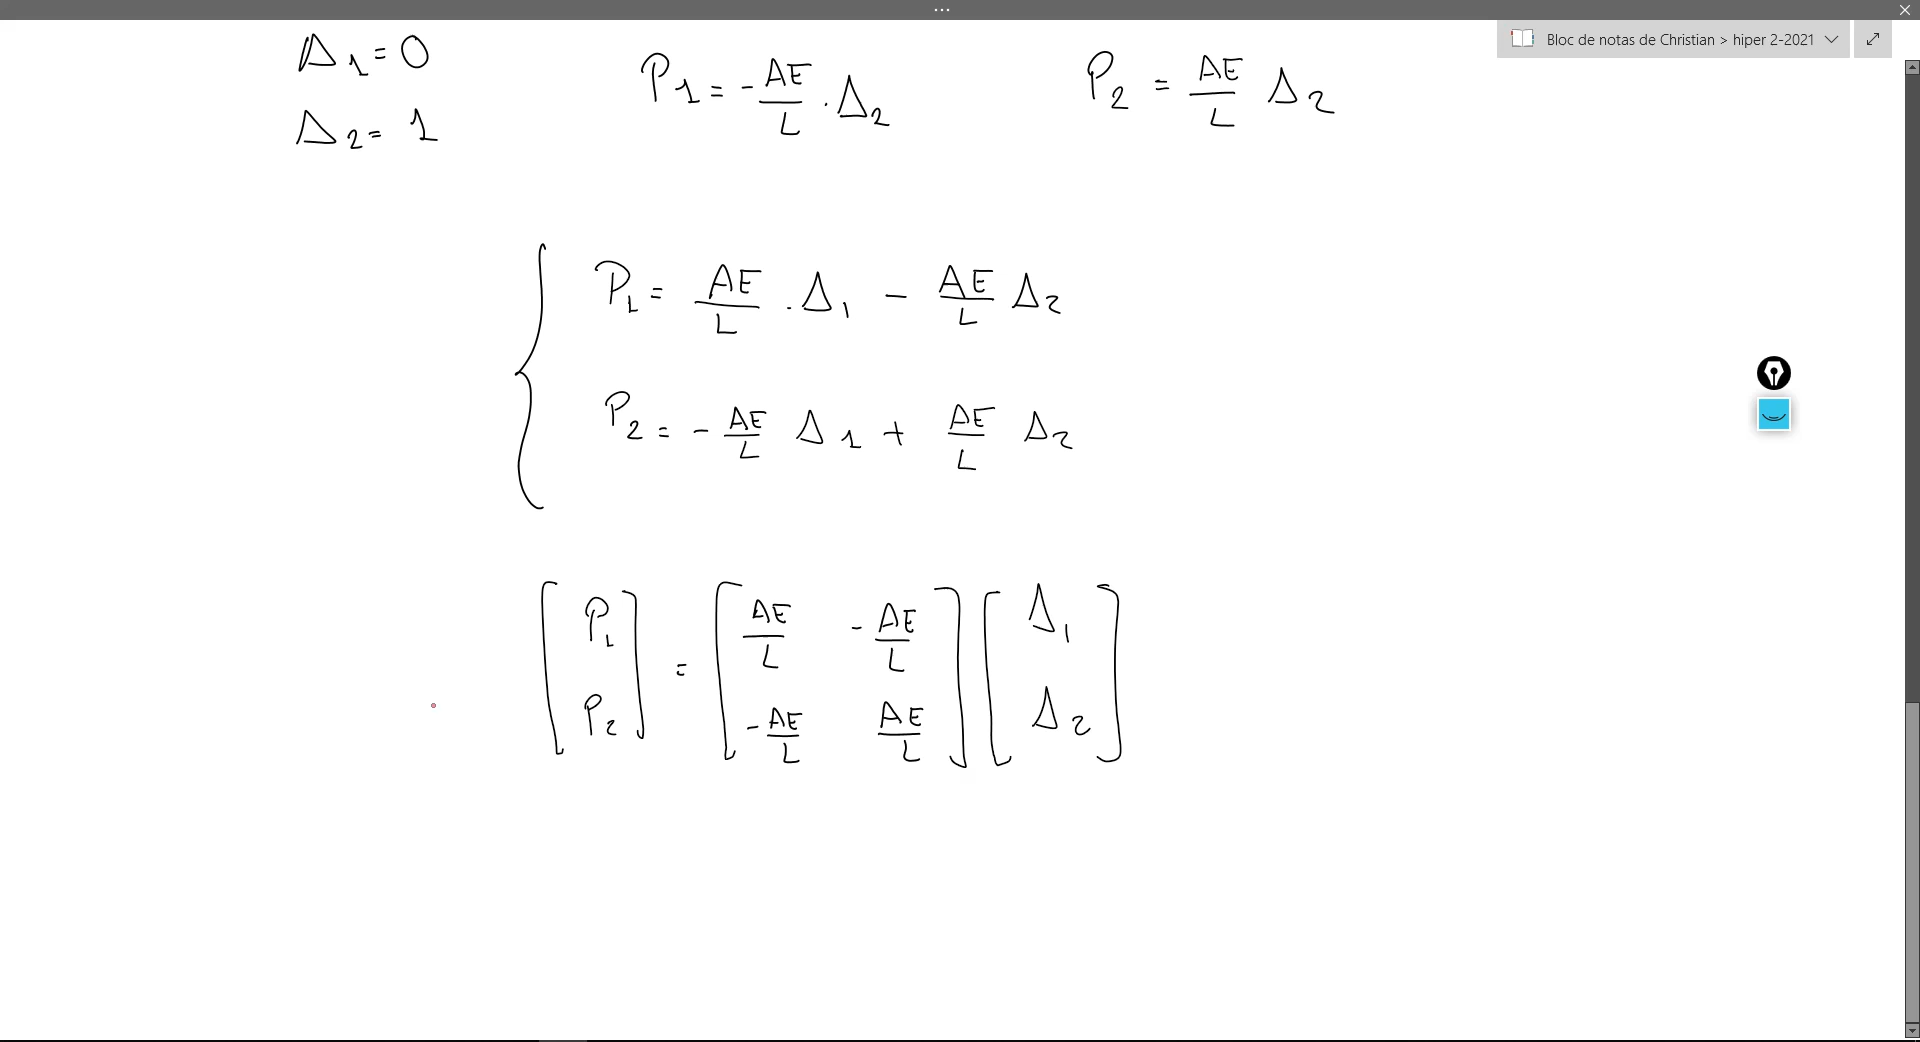 ...
Bloc de notas de Christian > hiper 2-2021
Δ1 = 0
P1 = - AE/L . Δ2
P2 = AE/L Δ2
Δ2 = 1
P1 = AE/L . Δ1 - AE/L Δ2
P2 = - AE/L Δ1 + AE/L Δ2
[P1] = [AE/L -AE/L] [Δ1]
[P2] [-AE/L AE/L] [Δ2]